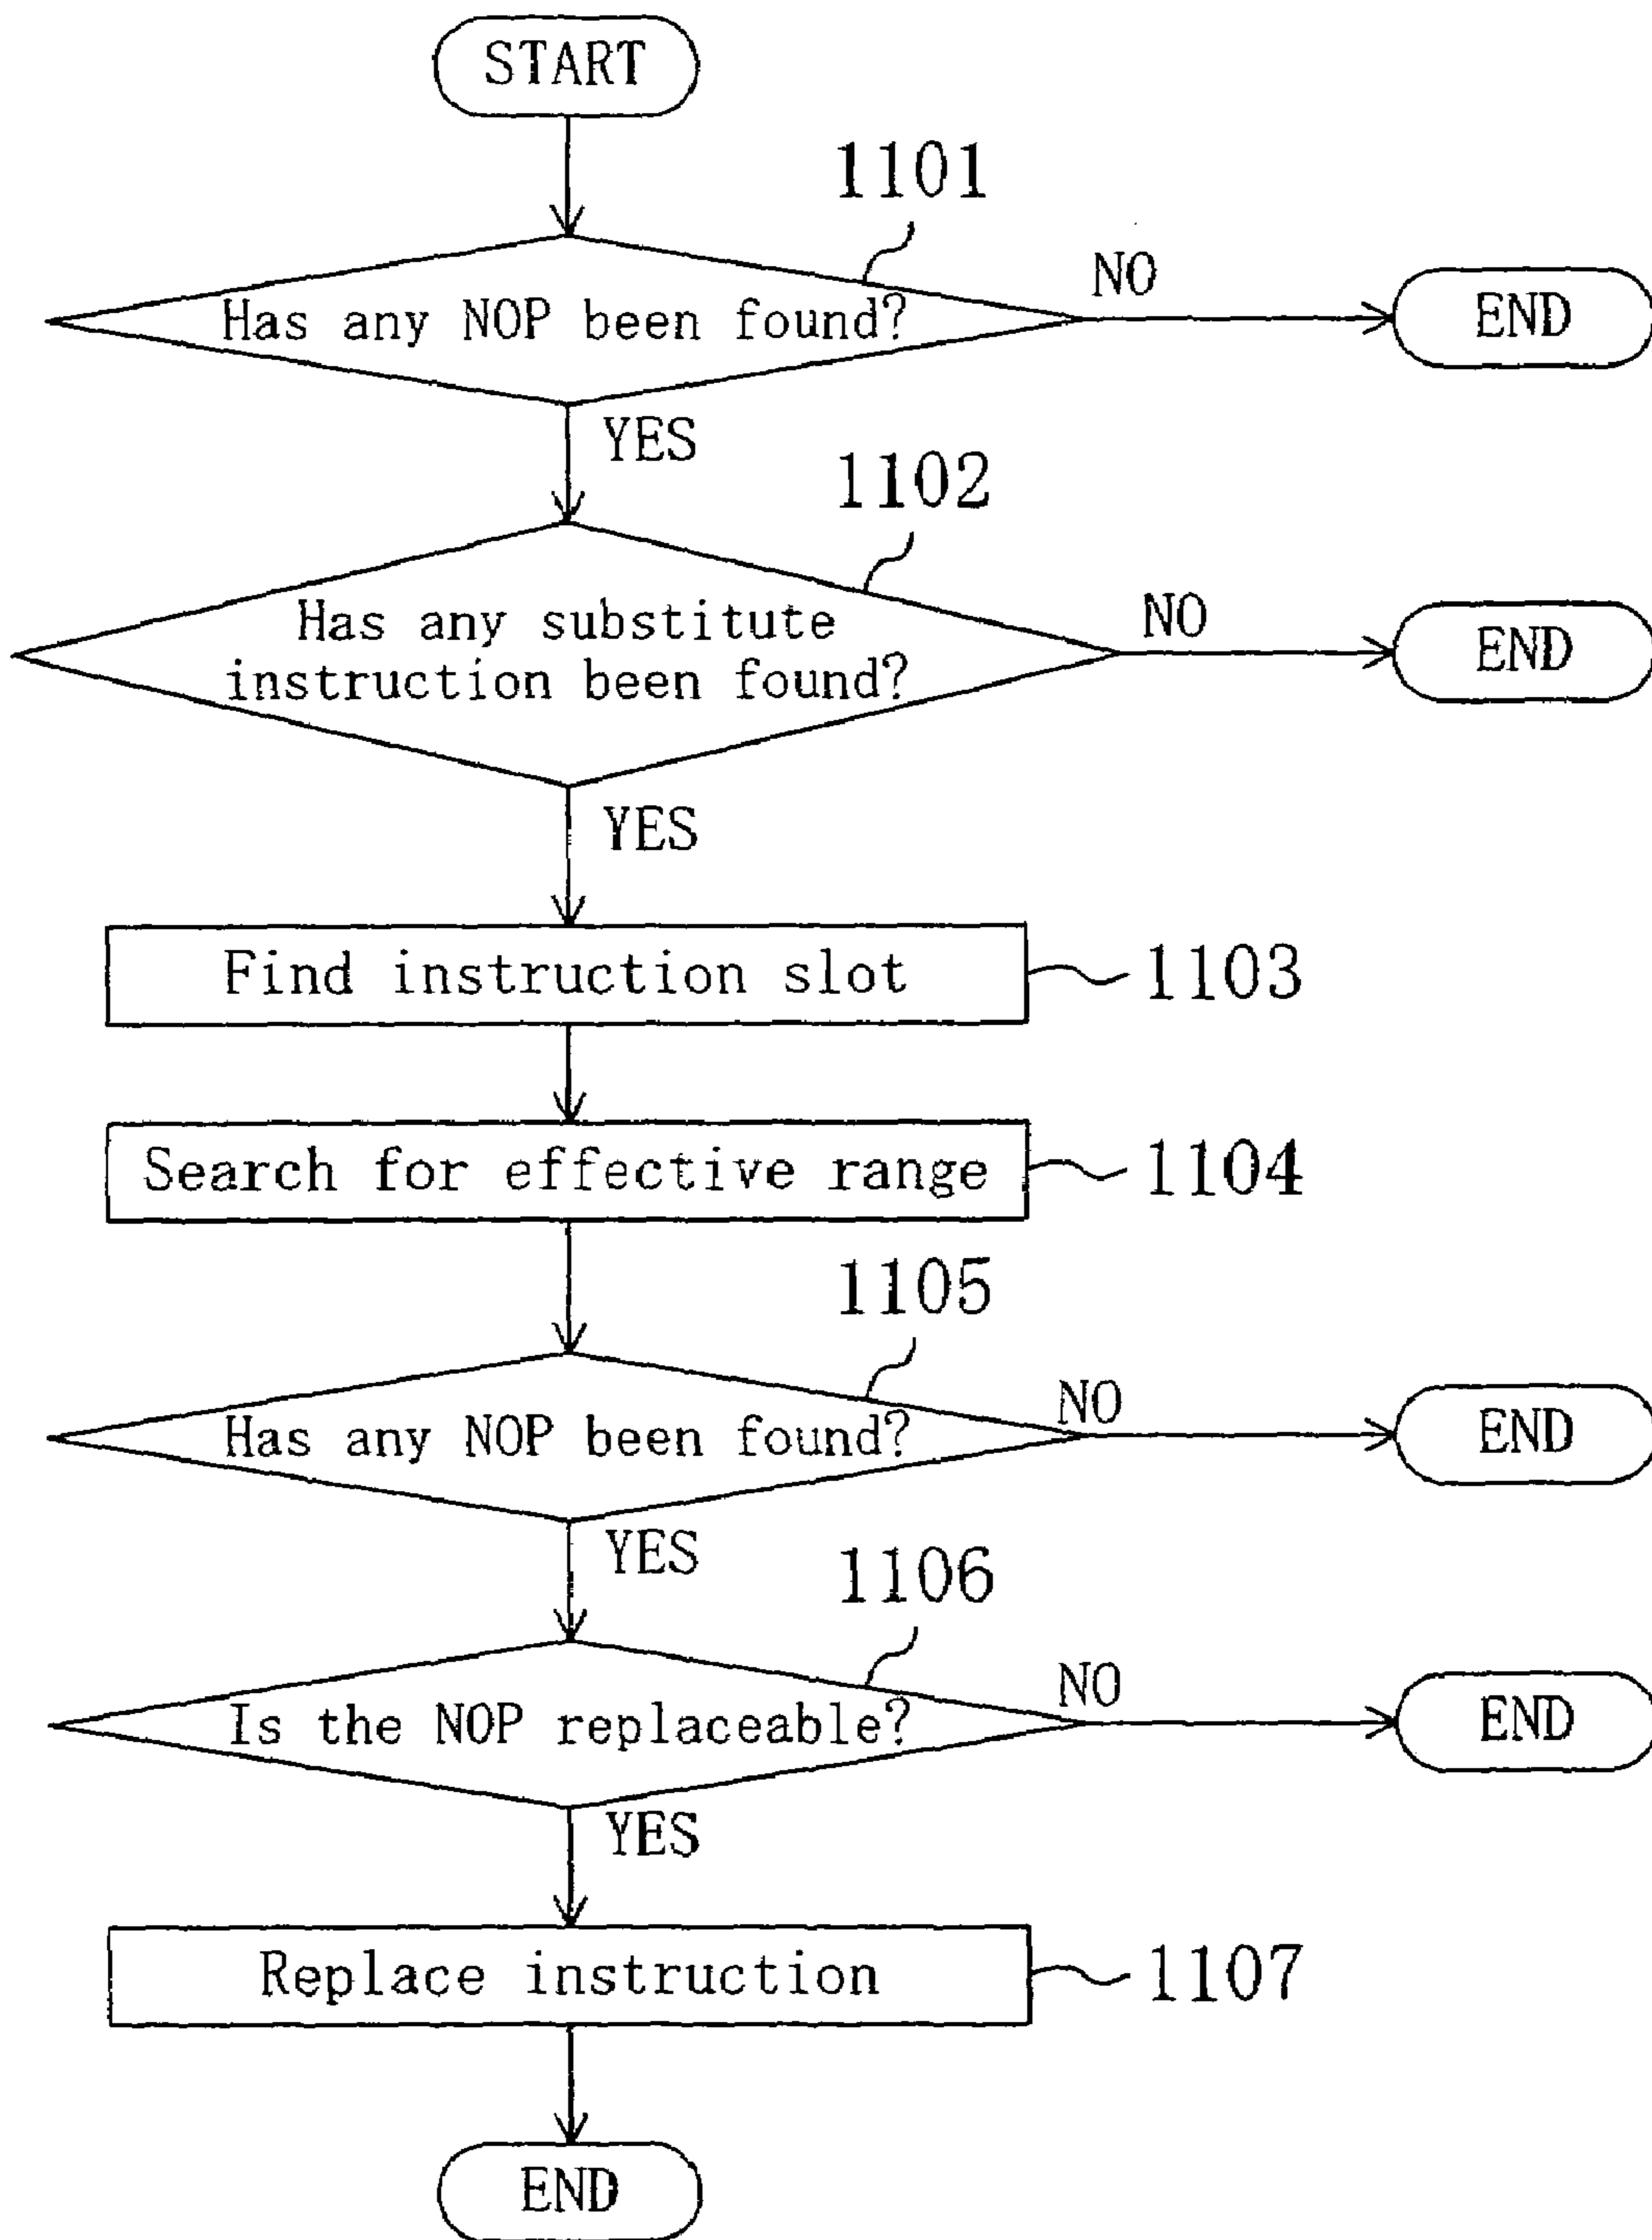 START
1101
Has any NOP been found?
NO
END
YES
1102
Has any substitute
instruction been found?
NO
END
YES
Find instruction slot
1103
Search for effective range
1104
1105
Has any NOP been found?
NO
END
YES
1106
Is the NOP replaceable?
NO
END
YES
Replace instruction
1107
END